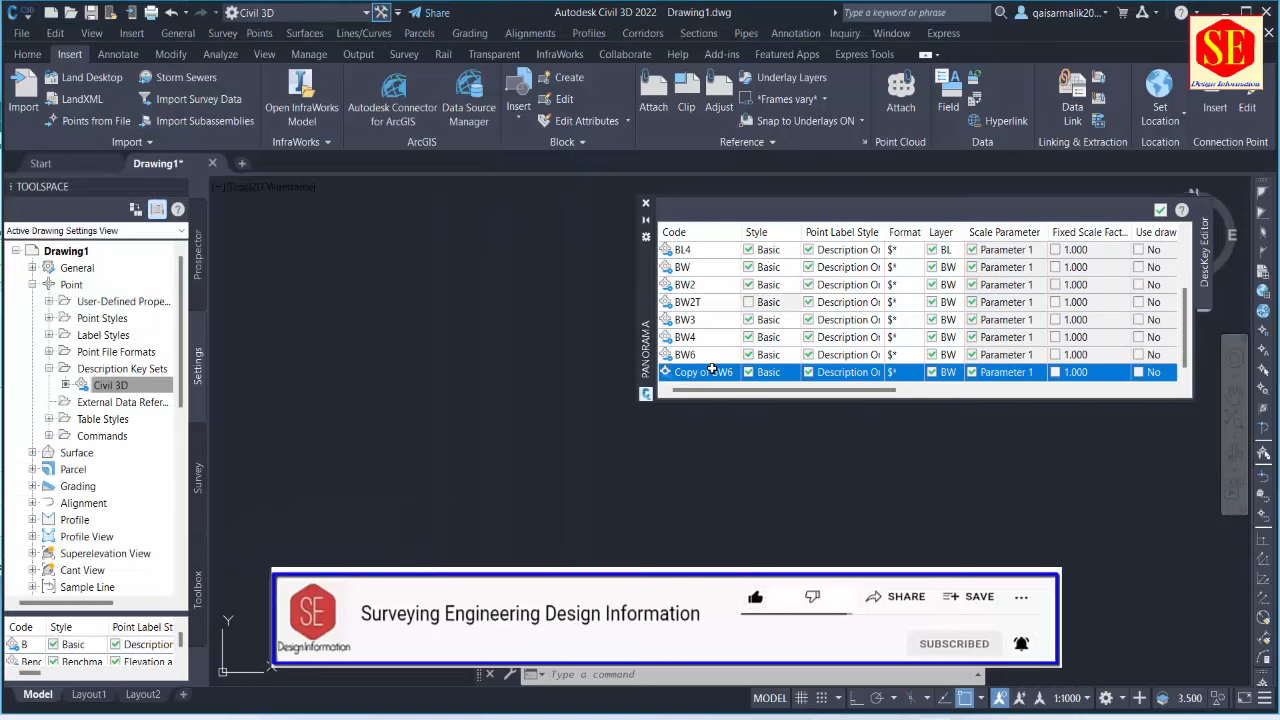 Civil 3D
Share
Autodesk Civil 3D 2022 Drawing1.dwg
Type a keyword or phrase
qaisarmalik20...
File Edit View Insert General Survey Points Surfaces Lines/Curves Parcels Grading Alignments Profiles Corridors Sections Pipes Annotation Inquiry Window Express
Home Insert Annotate Modify Analyze View Manage Output Survey Rail Transparent InfraWorks Collaborate Help Add-ins Featured Apps Express Tools
SE
Design Information
Land Desktop Storm Sewers Create Underlay Layers
Import LandXML Import Survey Data Open InfraWorks Model Autodesk Connector for ArcGIS Data Source Manager Insert Edit Attach Clip Adjust *Frames vary* Attach Field Data Link Set Location Insert Edit
Points from File Import Subassemblies Edit Attributes Snap to Underlays ON Hyperlink
Import InfraWorks ArcGIS Block Reference Point Cloud Data Linking & Extraction Location Connection Point
Start Drawing1*
TOOLSPACE
Active Drawing Settings View
Drawing1
General
Point
User-Defined Prope...
Point Styles
Label Styles
Point File Formats
Description Key Sets
Civil 3D
External Data Refer...
Table Styles
Commands
Surface
Parcel
Grading
Alignment
Profile
Profile View
Superelevation View
Cant View
Sample Line
Prospector
Settings
Survey
Toolbox
Code Style Point Label St
B Basic Description
Benc Benchma Elevation a
PANORAMA
DescKey Editor
Code Style Point Label Style Format Layer Scale Parameter Fixed Scale Fact... Use draw
BL4 Basic Description Or $* BL Parameter 1 1.000 No
BW Basic Description Or $* BW Parameter 1 1.000 No
BW2 Basic Description Or $* BW Parameter 1 1.000 No
BW2T Basic Description Or $* BW Parameter 1 1.000 No
BW3 Basic Description Or $* BW Parameter 1 1.000 No
BW4 Basic Description Or $* BW Parameter 1 1.000 No
BW6 Basic Description Or $* BW Parameter 1 1.000 No
Copy of BW6 Basic Description Or $* BW Parameter 1 1.000 No
E
SE
Design Information
Surveying Engineering Design Information
SHARE SAVE
SUBSCRIBED
Y
X
Type a command
Model Layout1 Layout2
MODEL 1:1000 3.500